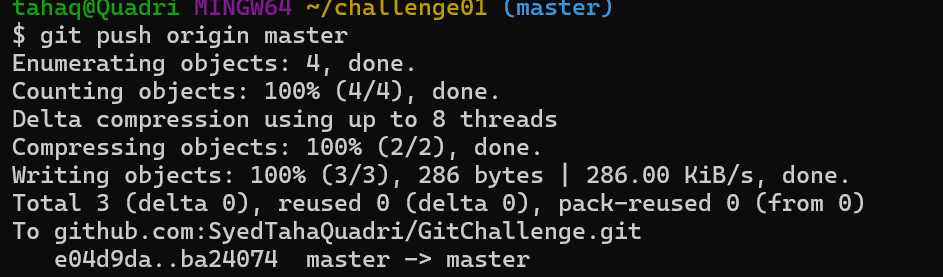 tahaq@Quadri MINGW64 ~/challenge01 (master)
$ git push origin master
Enumerating objects: 4, done.
Counting objects: 100% (4/4), done.
Delta compression using up to 8 threads
Compressing objects: 100% (2/2), done.
Writing objects: 100% (3/3), 286 bytes | 286.00 KiB/s, done.
Total 3 (delta 0), reused 0 (delta 0), pack-reused 0 (from 0)
To github.com:SyedTahaQuadri/GitChallenge.git
   e04d9da..ba24074  master -> master